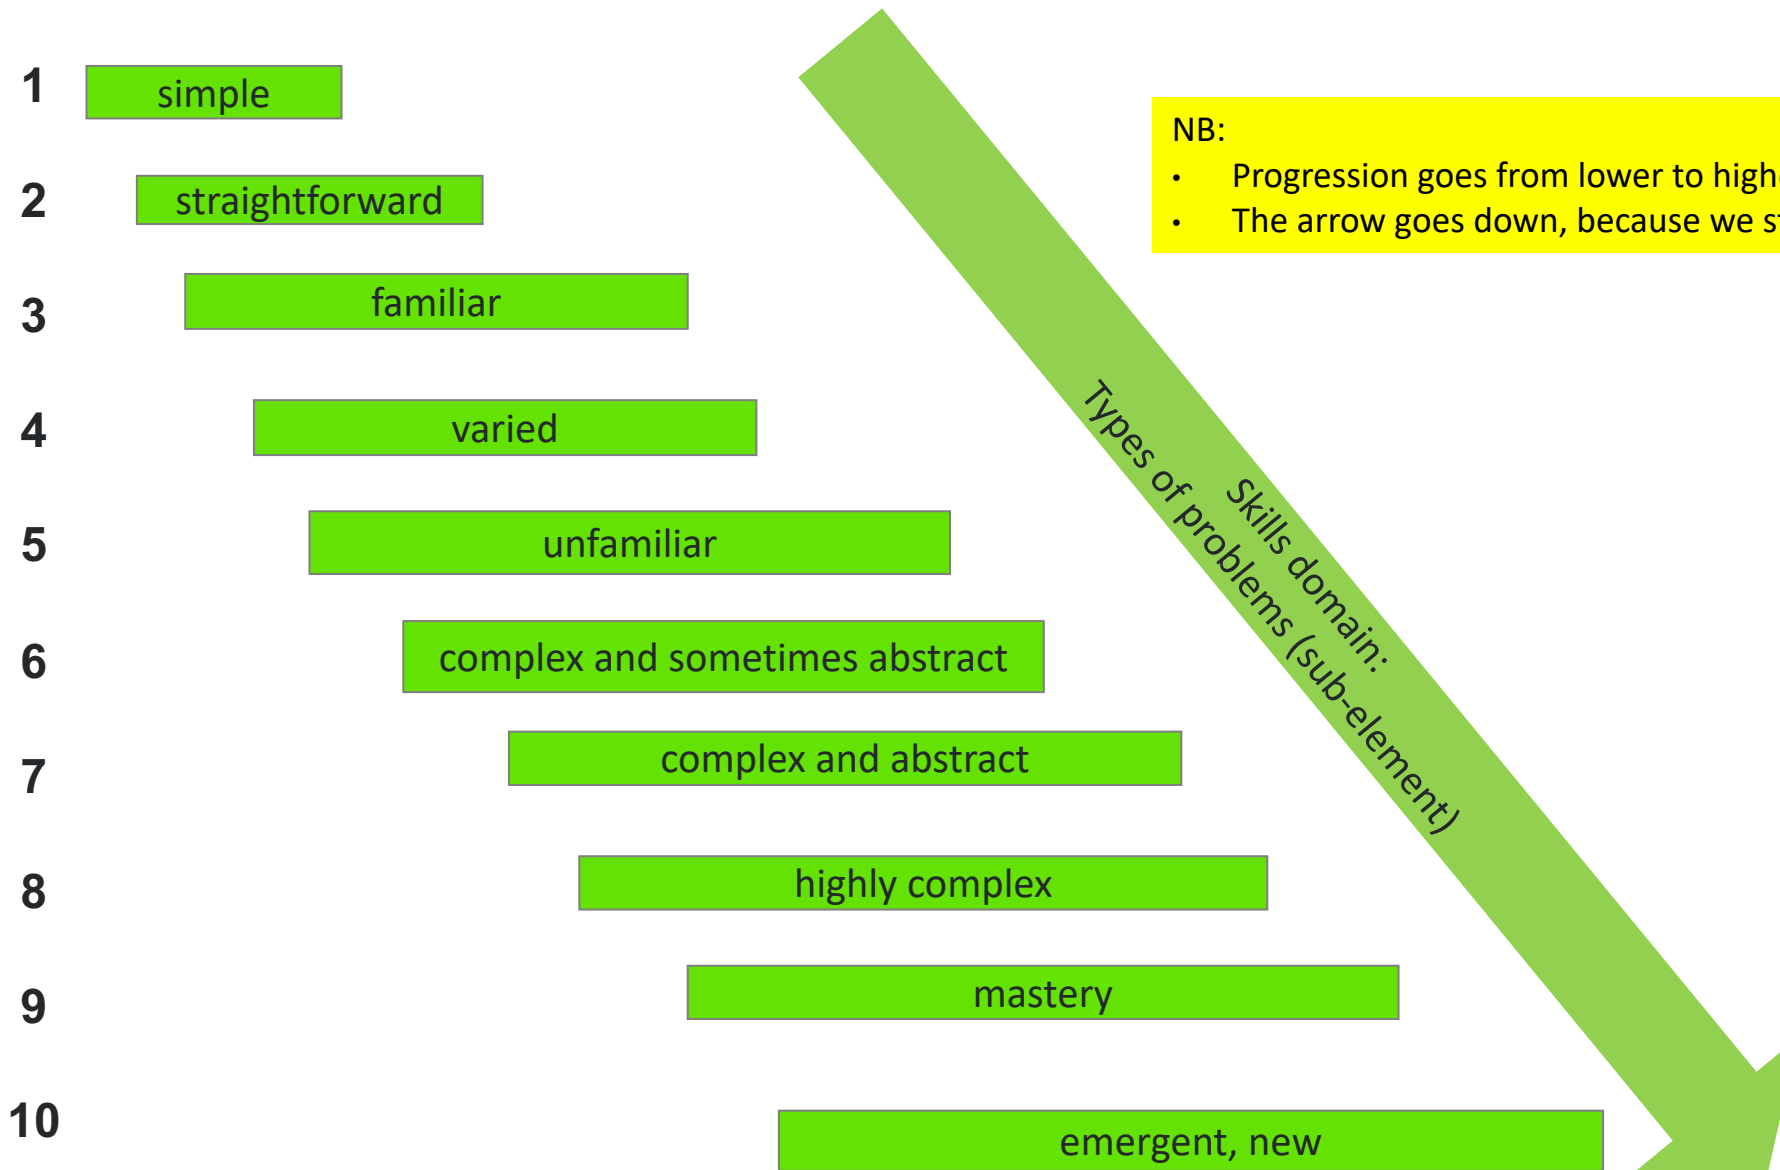 1 simple
2 straightforward
3 familiar
4 varied
5 unfamiliar
6 complex and sometimes abstract
7 complex and abstract
8 highly complex
9 mastery
10 emergent, new
NB:
• Progression goes from lower to
• The arrow goes down, because we
Skills domain:
Types of problems (sub-element)